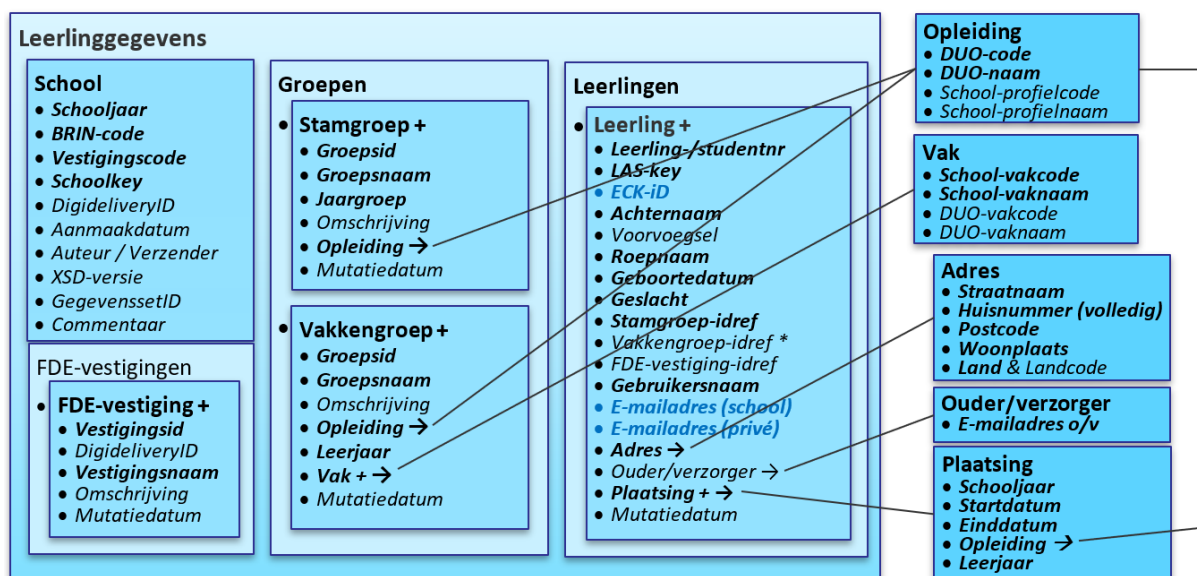 Leerlinggegevens
School
• Schooljaar
• BRIN-code
• Vestigingscode
• Schoolkey
• DigideliveryID
• Aanmaakdatum
• Auteur / Verzender
• XSD-versie
• GegevenssetID
• Commentaar
FDE-vestigingen
• FDE-vestiging +
• Vestigingsid
• DigideliveryID
• Vestigingsnaam
• Omschrijving
• Mutatiedatum
Groepen
• Stamgroep +
• Groepsid
• Groepsnaam
• Jaargroep
• Omschrijving
• Opleiding →
• Mutatiedatum
• Vakkengroep +
• Groepsid
• Groepsnaam
• Omschrijving
• Opleiding →
• Leerjaar
• Vak + →
• Mutatiedatum
Leerlingen
• Leerling +
• Leerling-/studentnr
• LAS-key
• ECK-iD
• Achternaam
• Voorvoegsel
• Roepnaam
• Geboortedatum
• Geslacht
• Stamgroep-idref
• Vakkengroep-idref *
• FDE-vestiging-idref
• Gebruikersnaam
• E-mailadres (school)
• E-mailadres (privé)
• Adres →
• Ouder/verzorger →
• Plaatsing + →
• Mutatiedatum
Opleiding
• DUO-code
• DUO-naam
• School-profielcode
• School-profielnaam
Vak
• School-vakcode
• School-vaknaam
• DUO-vakcode
• DUO-vaknaam
Adres
• Straatnaam
• Huisnummer (volledig)
• Postcode
• Woonplaats
• Land & Landcode
Ouder/verzorger
• E-mailadres o/v
Plaatsing
• Schooljaar
• Startdatum
• Einddatum
• Opleiding →
• Leerjaar